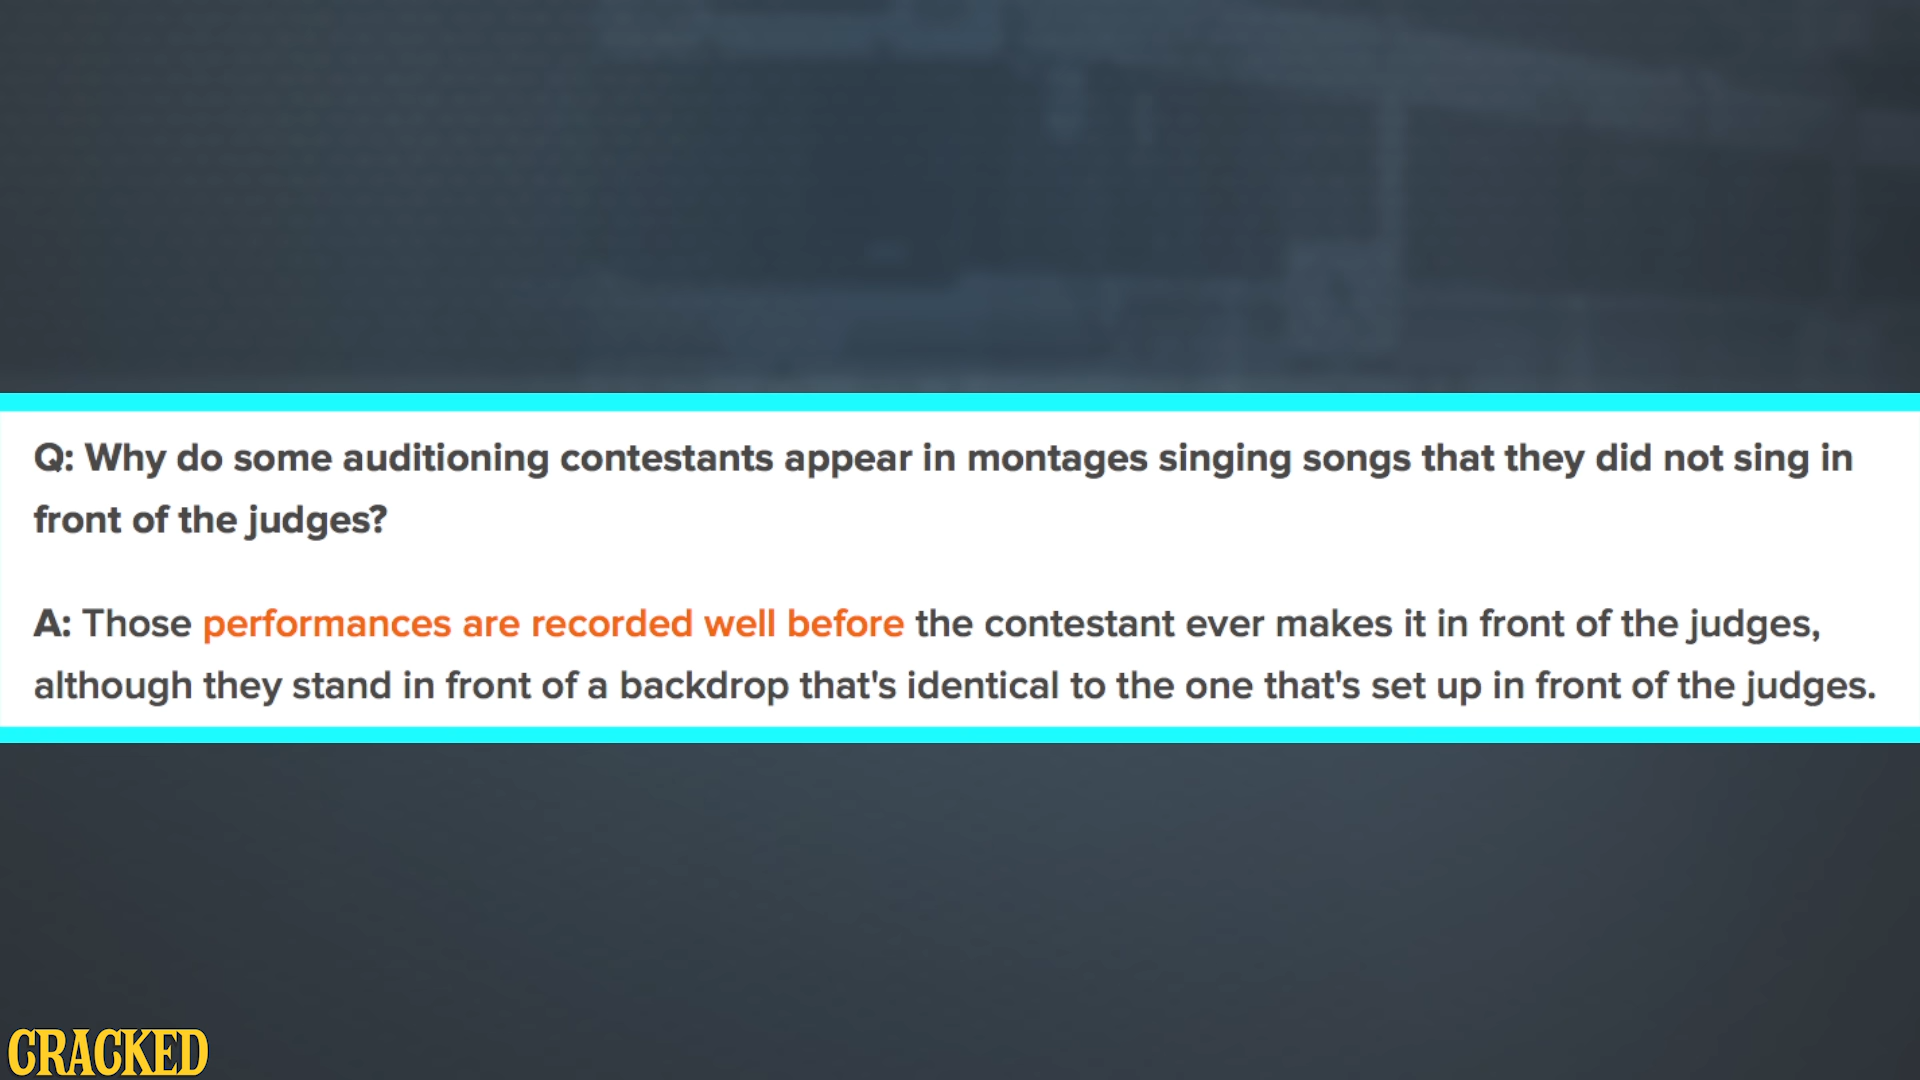 Q: Why do some auditioning contestants appear in montages singing songs that they did not sing in
front of the judges?
A: Those performances are recorded well before the contestant ever makes it in front of the judges,
although they stand in front of a backdrop that's identical to the one that's set up in front of the judges.
CRACKED